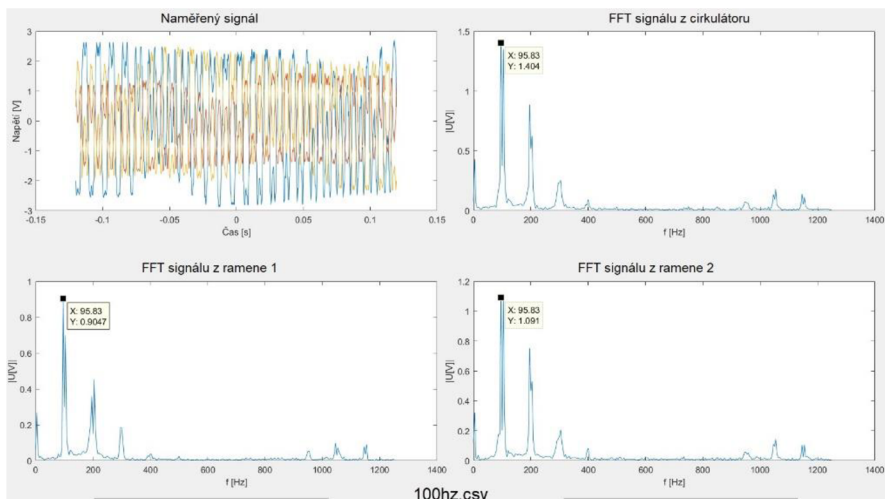 Naměřený signál
Napětí [V]
3
2
1
0
-1
-2
3
-0.15
-0.1
-0.05
0
0.05
0.1
0.15
Čas [s]
FFT signálu z cirkulátoru
|U[V]|
1.5
1
0.5
0
X: 95.83
Y: 1.404
0
200
400
600
800
1000
1200
1400
f [Hz]
FFT signálu z ramene 1
|U[V]|
1
0.8
0.6
0.4
0.2
0
X: 95.83
Y: 0.9047
0
200
400
600
800
1000
1200
1400
f [Hz]
FFT signálu z ramene 2
|U[V]|
1.2
1
0.8
0.6
0.4
0.2
0
X: 95.83
Y: 1.091
0
200
400
600
800
1000
1200
1400
f [Hz]
100hz.csv